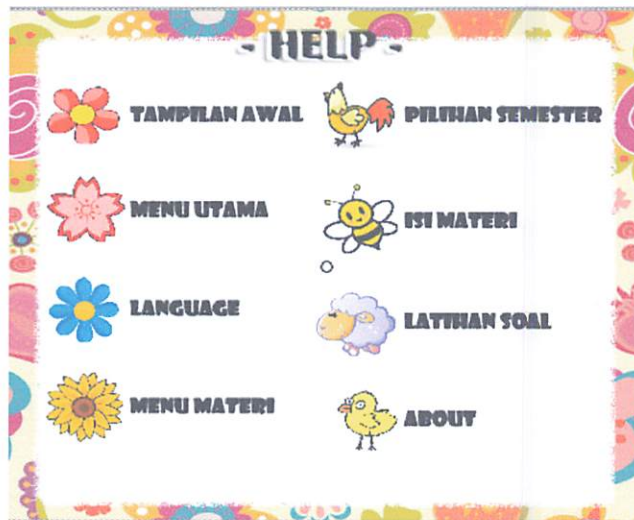 - HELP -
TAMPILAN AWAL
MENU UTAMA
LANGUAGE
MENU MATERI
PILIHAN SEMESTER
ISI MATERI
LATIHAN SOAL
ABOUT